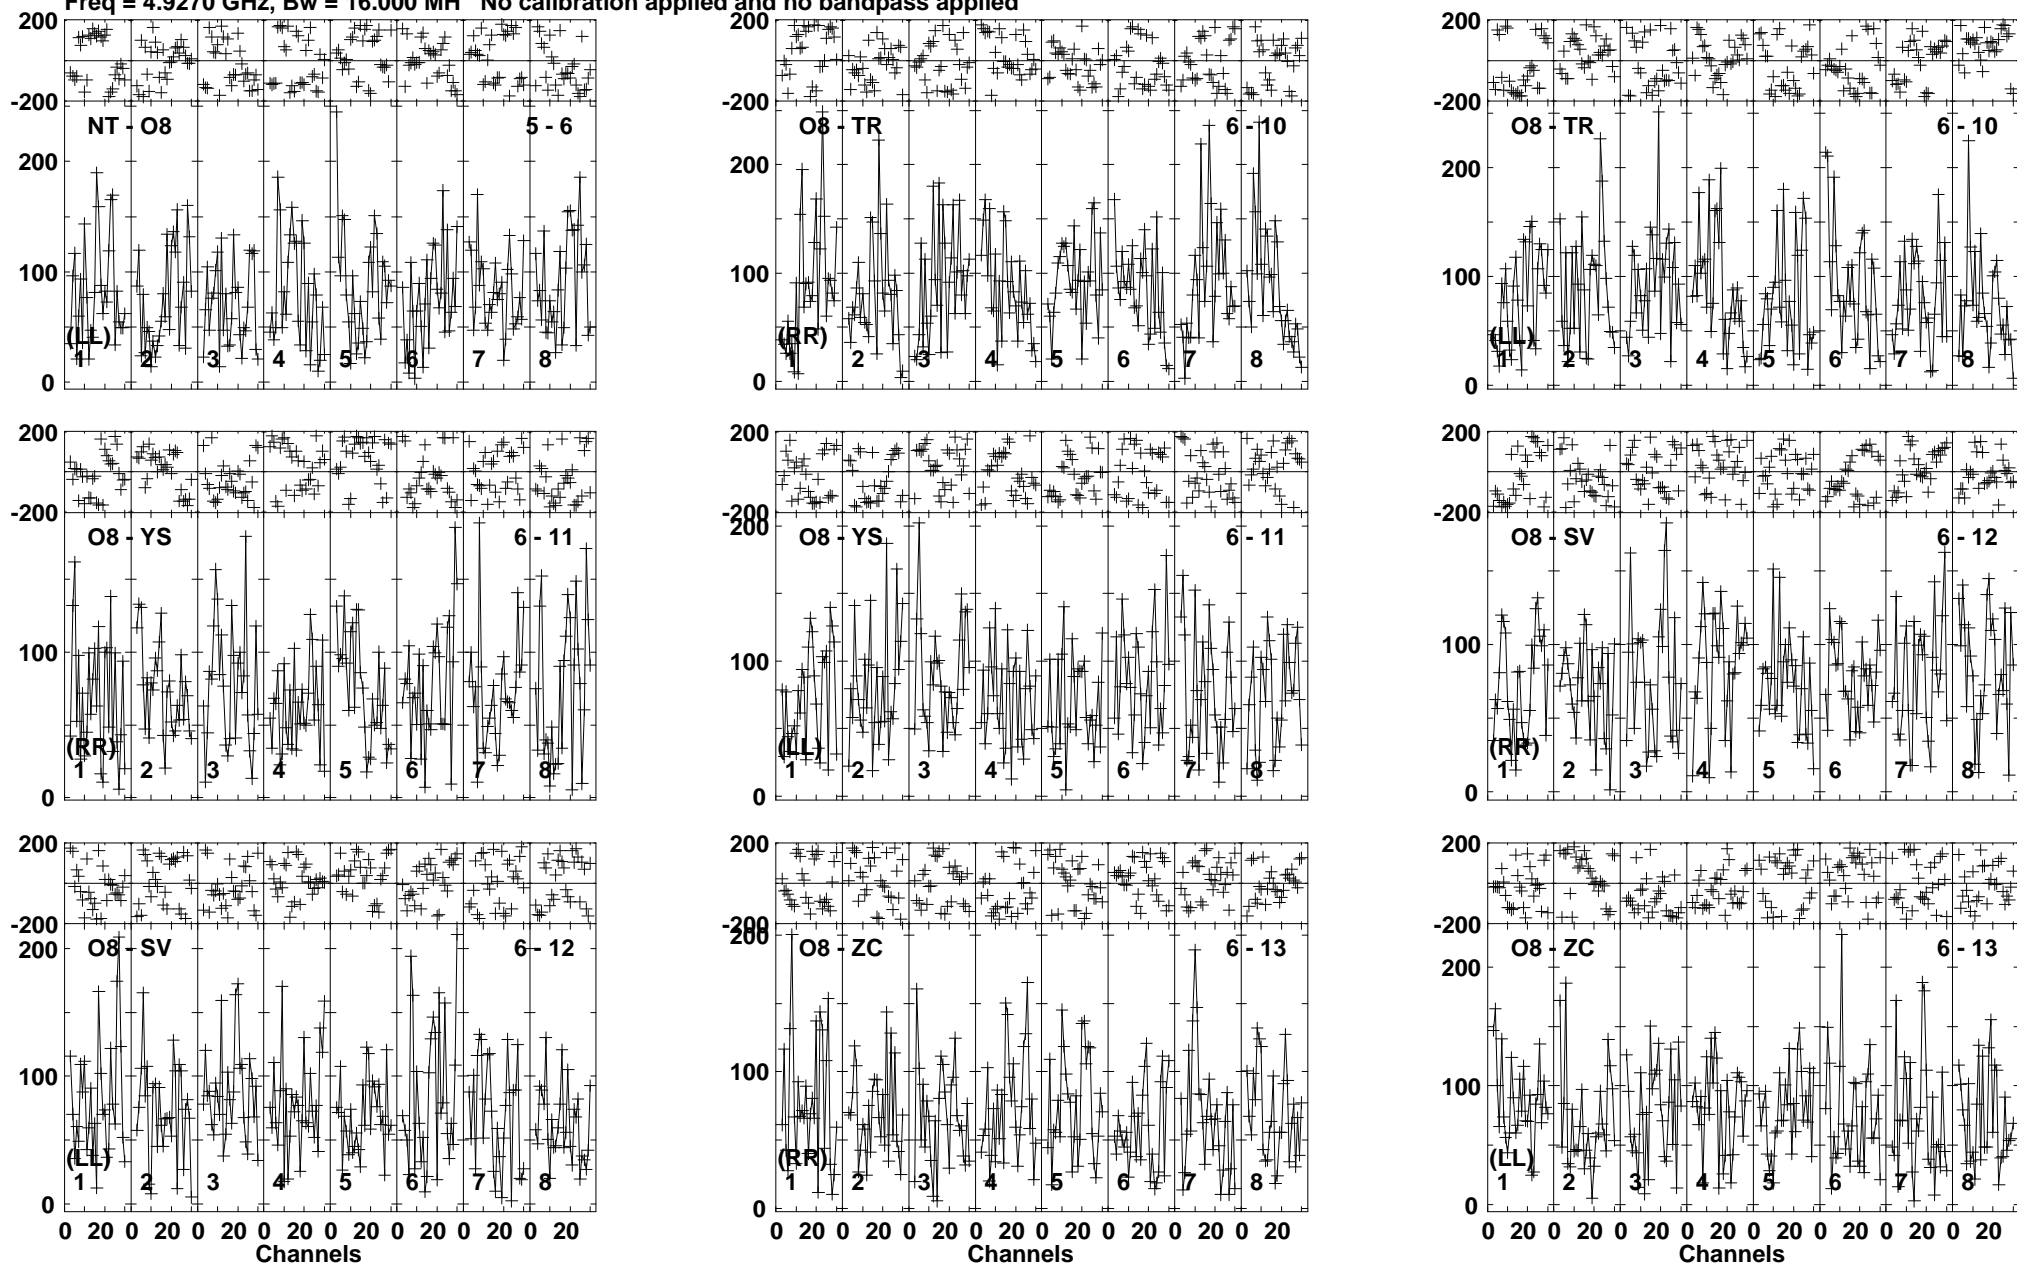 Freq = 4.9270 GHz, Bw = 16.000 MH No calibration applied and no bandpass applied
200 200
-200 -200 -200
NT - O8 5 - 6 O8 - TR 6 - 10 O8 - TR 6 - 10
200 200 200
100 100 100
(LL) (RR) (LL)
1 2 3 4 5 6 7 8 1 2 3 4 5 6 7 8 1 2 3 4 5 6 7 8
0 0 0
200 200 200
-200 -200 -200
O8 - YS 6 - 11 O8 - YS 6 - 11 O8 - SV 6 - 12
200
100 100 100
(RR) (LL) (RR)
1 2 3 4 5 6 7 8 1 2 3 4 5 6 7 8 1 2 3 4 5 6 7 8
0 0 0
200 200 200
-200 -200 -200
O8 - SV 6 - 12 O8 - ZC 6 - 13 O8 - ZC 6 - 13
200 200 200
100 100 100
(LL) (RR) (LL)
1 2 3 4 5 6 7 8 1 2 3 4 5 6 7 8 1 2 3 4 5 6 7 8
0 0 0
0 20 0 20 0 20 0 20 0 20 0 20 0 20 0 20 0 20 0 20 0 20 0 20 0 20 0 20 0 20 0 20 0 20 0 20 0 20 0 20 0 20 0 20 0 20 0 20
Channels Channels Channels